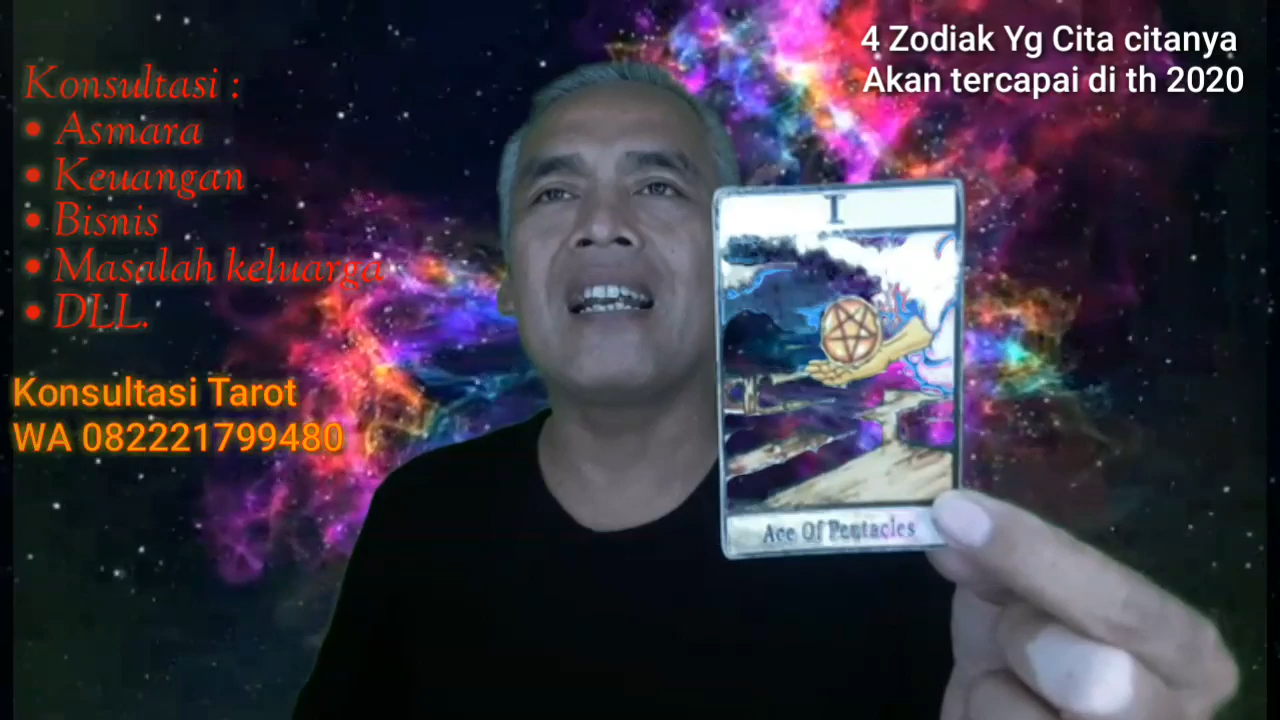 Konsultasi :
• Asmara
• Keuangan
• Bisnis
• Masalah keluarga
• DLL.
Konsultasi Tarot
WA 082221799480
4 Zodiak Yg Cita citanya
Akan tercapai di th 2020
I
Ace Of Pentacles